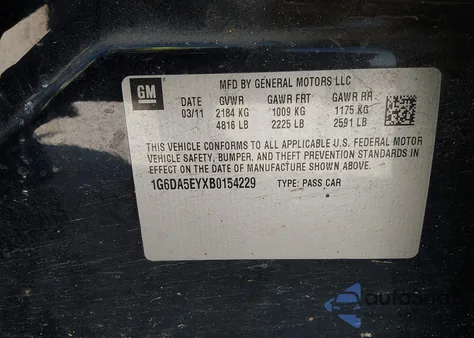 GM
MFD BY GENERAL MOTORS LLC
03/11
GVWR GAWR FRT GAWR RR
2184 KG 1009 KG 1175 KG
4816 LB 2225 LB 2591 LB
THIS VEHICLE CONFORMS TO ALL APPLICABLE U.S. FEDERAL MOTOR
VEHICLE SAFETY, BUMPER, AND THEFT PREVENTION STANDARDS IN
EFFECT ON THE DATE OF MANUFACTURE SHOWN ABOVE.
1G6DA5EYXB0154229 TYPE: PASS CAR